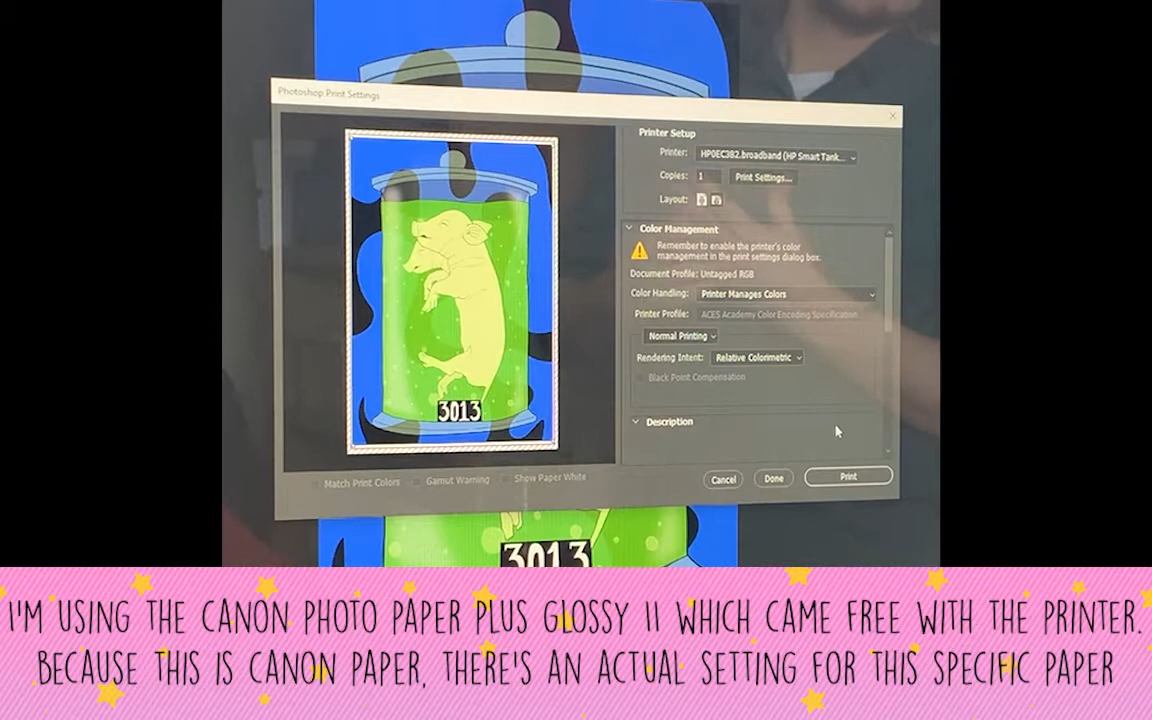 Photoshop Print Settings
Printer Setup
Printer: HP0EC382.broadband (HP Smart Tank...
Copies: 1 Print Settings...
Layout:
Color Management
Remember to enable the printer's color
management in the print settings dialog box.
Document Profile: Untagged RGB
Color Handling: Printer Manages Colors
Printer Profile: ACES Academy Color Encoding Specification
Normal Printing
Rendering Intent: Relative Colorimetric
Black Point Compensation
Description
3013
Match Print Colors Gamut Warning Show Paper White
Cancel Done Print
3013
I'M USING THE CANON PHOTO PAPER PLUS GLOSSY II WHICH CAME FREE WITH THE PRINTER.
BECAUSE THIS IS CANON PAPER, THERE'S AN ACTUAL SETTING FOR THIS SPECIFIC PAPER